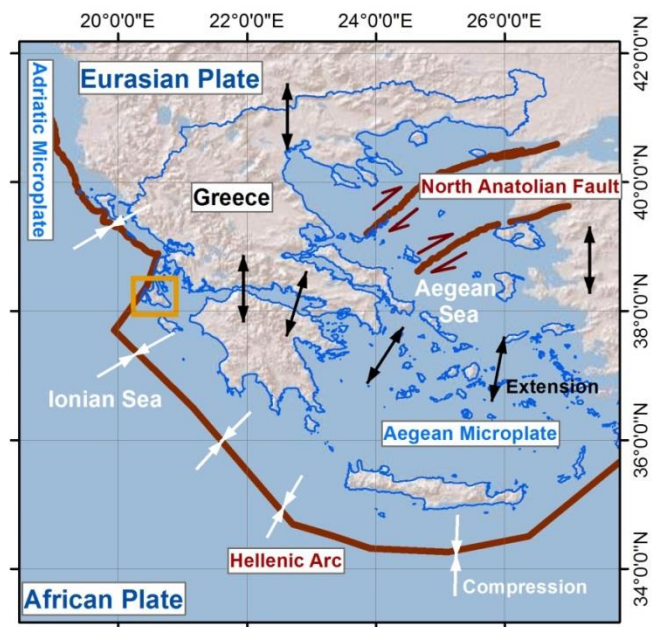 20°0'0"E 22°0'0"E 24°0'0"E 26°0'0"E
42°0'0"N
Eurasian Plate
Adriatic Microplate
Greece
North Anatolian Fault
40°0'0"N
Aegean
Sea
38°0'0"N
Ionian Sea
Extension
Aegean Microplate
36°0'0"N
Hellenic Arc
Compression
34°0'0"N
African Plate